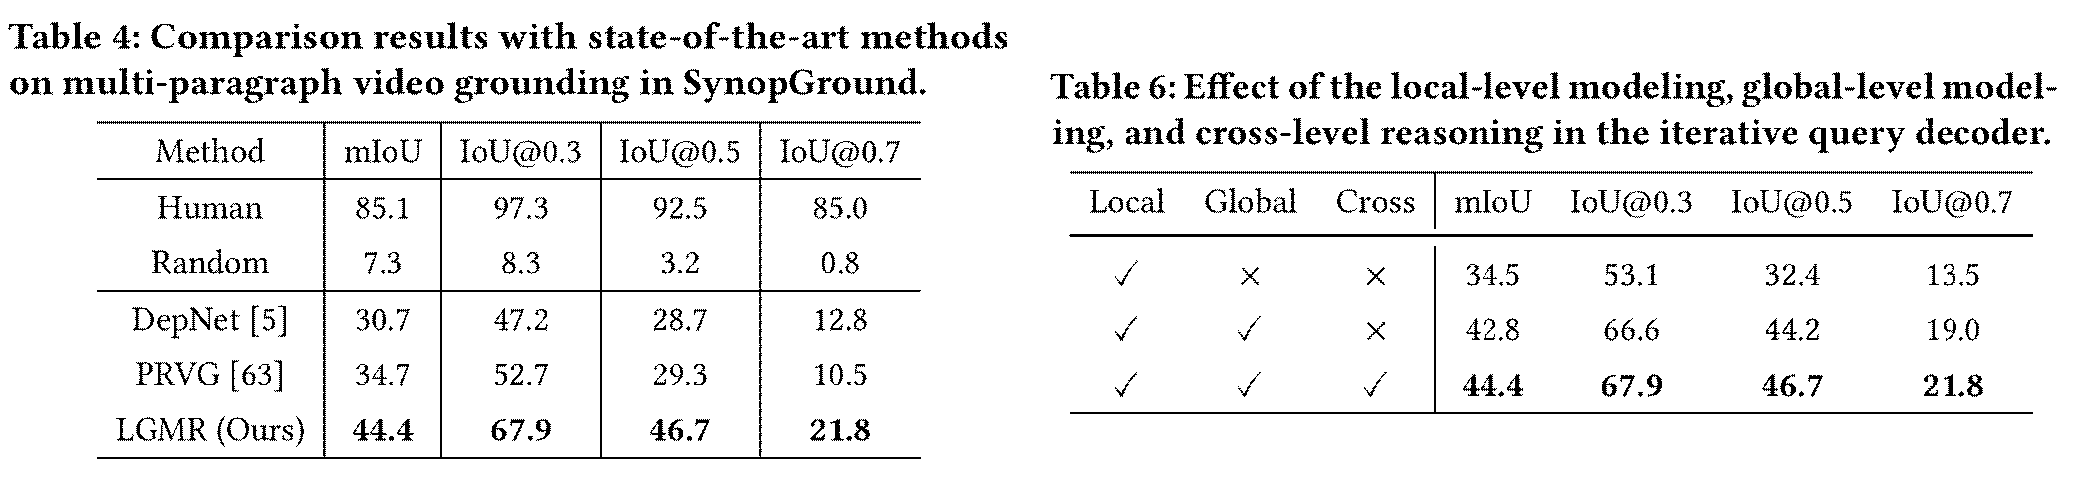 Table 4: Comparison results with state-of-the-art methods
on multi-paragraph video grounding in SynopGround.
Method mIoU IoU@0.3 IoU@0.5 IoU@0.7
Human 85.1 97.3 92.5 85.0
Random 7.3 8.3 3.2 0.8
DepNet [5] 30.7 47.2 28.7 12.8
PRVG [63] 34.7 52.7 29.3 10.5
LGMR (Ours) 44.4 67.9 46.7 21.8
Table 6: Effect of the local-level modeling, global-level model-
ing, and cross-level reasoning in the iterative query decoder.
Local Global Cross mIoU IoU@0.3 IoU@0.5 IoU@0.7
✓ × × 34.5 53.1 32.4 13.5
✓ ✓ × 42.8 66.6 44.2 19.0
✓ ✓ ✓ 44.4 67.9 46.7 21.8